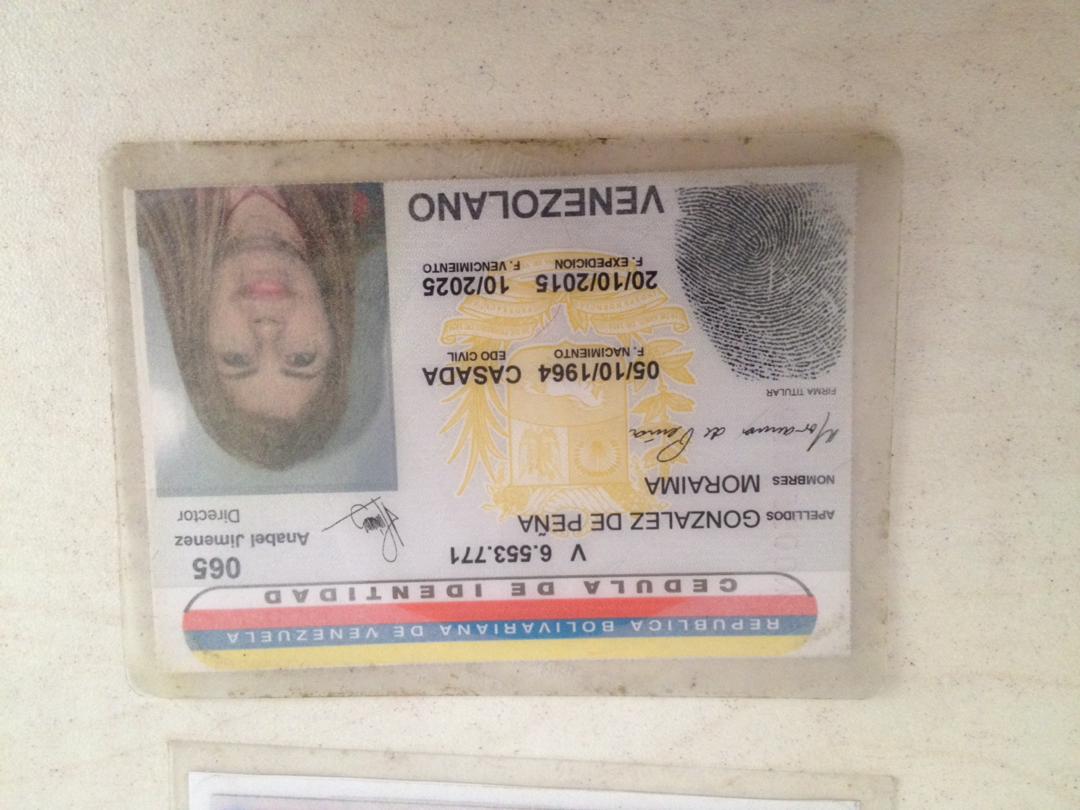 REPUBLICA BOLIVARIANA DE VENEZUELA
CEDULA DE IDENTIDAD
V 6.553.771
065
APELLIDOS GONZALEZ DE PEÑA
Anabel Jimenez
Director
NOMBRES MORAIMA
Moraima de Peña
FIRMA TITULAR
05/10/1964 CASADA
F. NACIMIENTO EDO CIVIL
20/10/2015 10/2025
F. EXPEDICION F. VENCIMIENTO
VENEZOLANO